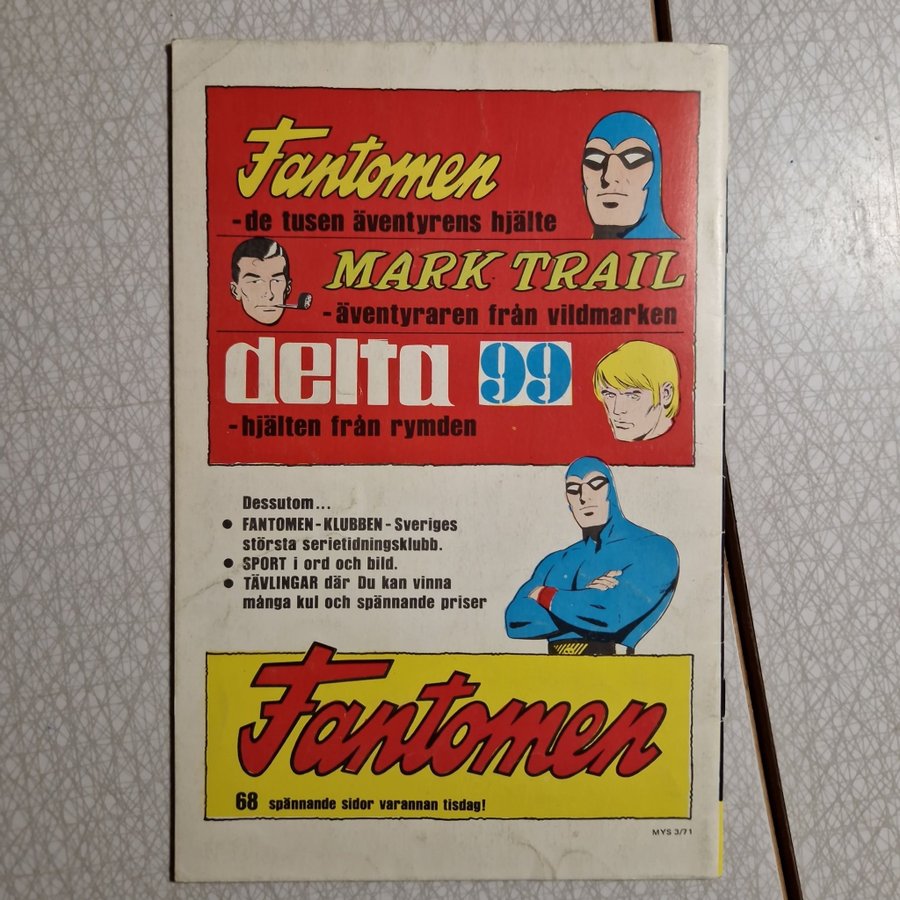 Fantomen
-de tusen äventyrens hjälte
MARK TRAIL
-äventyraren från vildmarken
delta 99
-hjälten från rymden
Dessutom...
● FANTOMEN-KLUBBEN-Sveriges
största serietidningsklubb.
● SPORT i ord och bild.
● TÄVLINGAR där Du kan vinna
många kul och spännande priser
Fantomen
68 spännande sidor varannan tisdag!
MYS 3/71